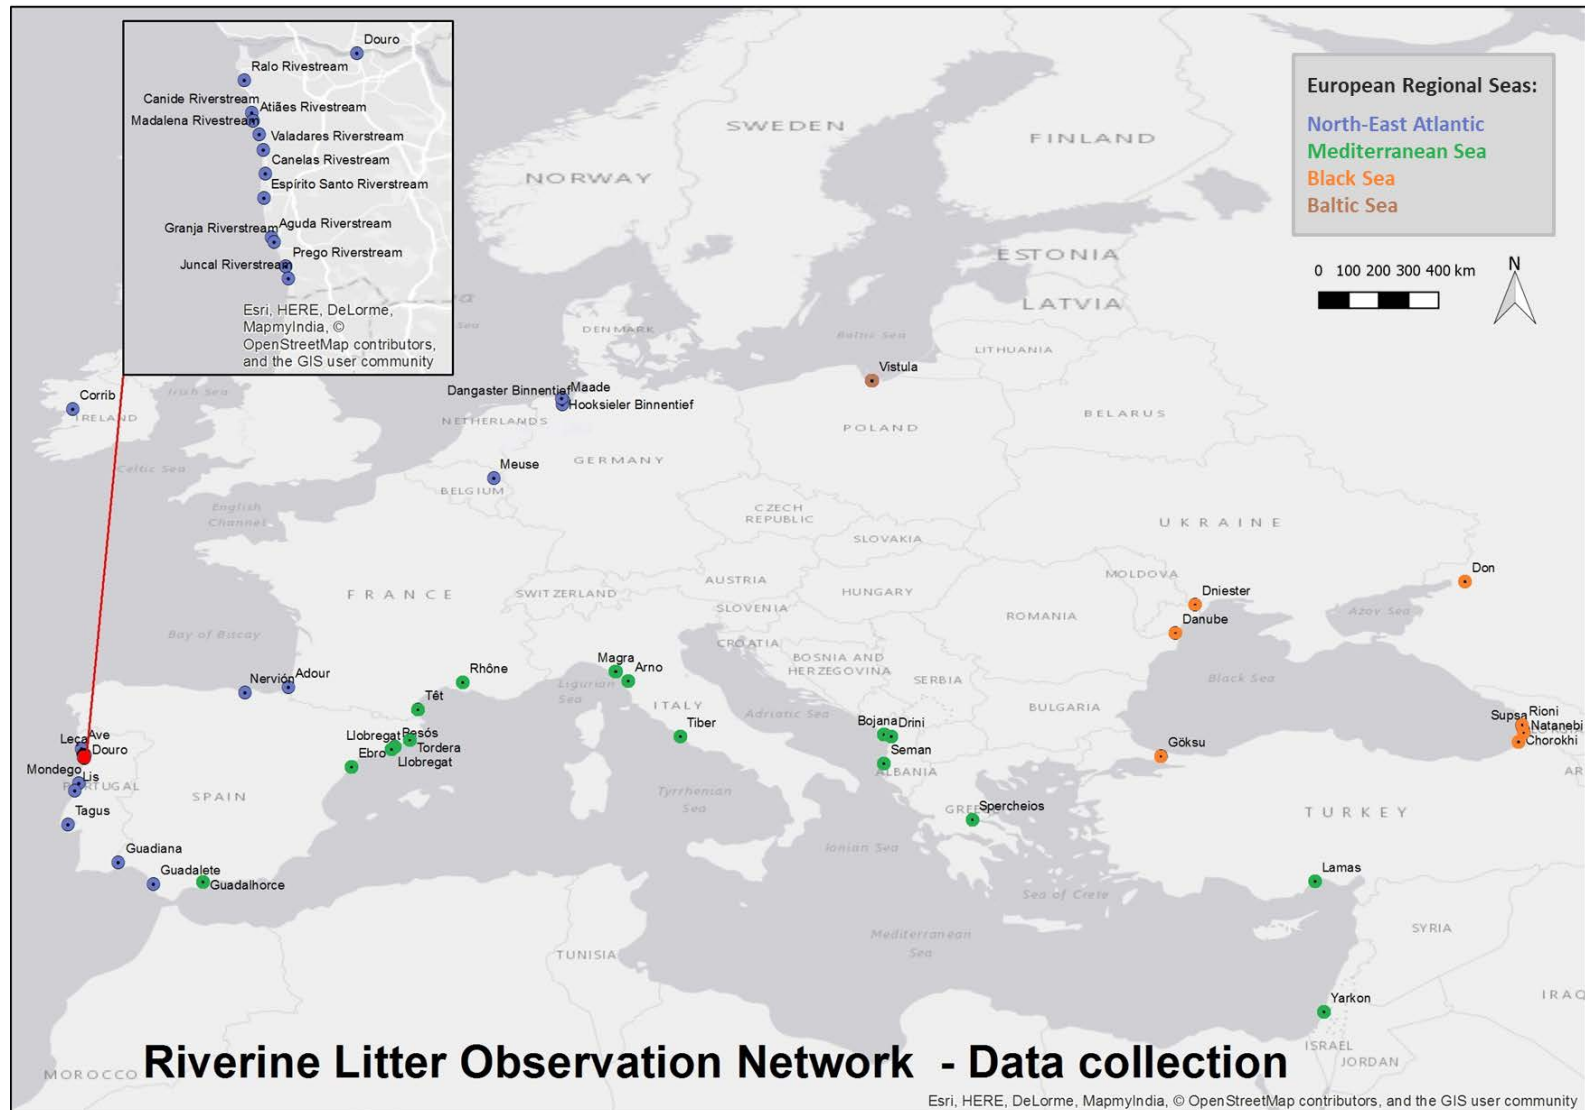 Douro
Ralo Rivestream
Canide Riverstream
Atiães Rivestream
Madalena Rivestream
Valadares Riverstream
Canelas Rivestream
Espírito Santo Riverstream
Aguda Riverstream
Granja Riverstream
Prego Riverstream
Juncal Riverstream
Esri, HERE, DeLorme,
MapmyIndia, ©
OpenStreetMap contributors,
and the GIS user community
European Regional Seas:
North-East Atlantic
Mediterranean Sea
Black Sea
Baltic Sea
0 100 200 300 400 km
N
SWEDEN
FINLAND
NORWAY
ESTONIA
LATVIA
Sea
DENMARK
Baltic Sea
LITHUANIA
Vistula
Irish Sea
Corrib
IRELAND
Dangaster Binnentief
Maade
Hooksieler Binnentief
NETHERLANDS
BELARUS
POLAND
Celtic Sea
Meuse
GERMANY
BELGIUM
English
Channel
CZECH
REPUBLIC
UKRAINE
SLOVAKIA
MOLDOVA
Don
AUSTRIA
FRANCE
SWITZERLAND
HUNGARY
Dniester
SLOVENIA
ROMANIA
Azov Sea
Danube
Bay of Biscay
CROATIA
BOSNIA AND
HERZEGOVINA
Nervión
Adour
Rhône
Magra
Arno
Ligurian
Sea
SERBIA
Black Sea
Têt
ITALY
Adriatic Sea
BULGARIA
Tiber
Bojana
Drini
Supsa
Rioni
Natanebi
Chorokhi
Leca
Ave
Douro
Llobregat
Besós
Tordera
Llobregat
Ebro
Göksu
Seman
ALBANIA
AR
Mondego
Lis
PORTUGAL
SPAIN
Tyrrhenian
Sea
Tagus
Spercheios
GREECE
TURKEY
Ionian Sea
Guadiana
Guadalete
Guadalhorce
Lamas
Sea of Crete
Mediterranean
Sea
SYRIA
TUNISIA
IRAQ
Yarkon
ISRAEL
JORDAN
MOROCCO
Riverine Litter Observation Network - Data collection
Esri, HERE, DeLorme, MapmyIndia, © OpenStreetMap contributors, and the GIS user community